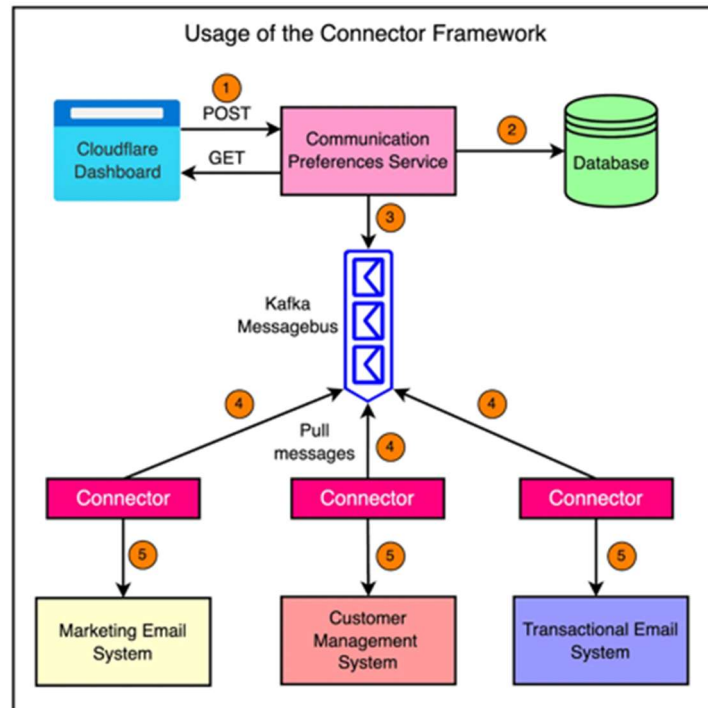 Usage of the Connector Framework
1
POST
GET
Cloudflare
Dashboard
Communication
Preferences Service
2
Database
3
Kafka
Messagebus
4
4
4
Pull
messages
Connector
Connector
Connector
5
5
5
Marketing Email
System
Customer
Management
System
Transactional Email
System